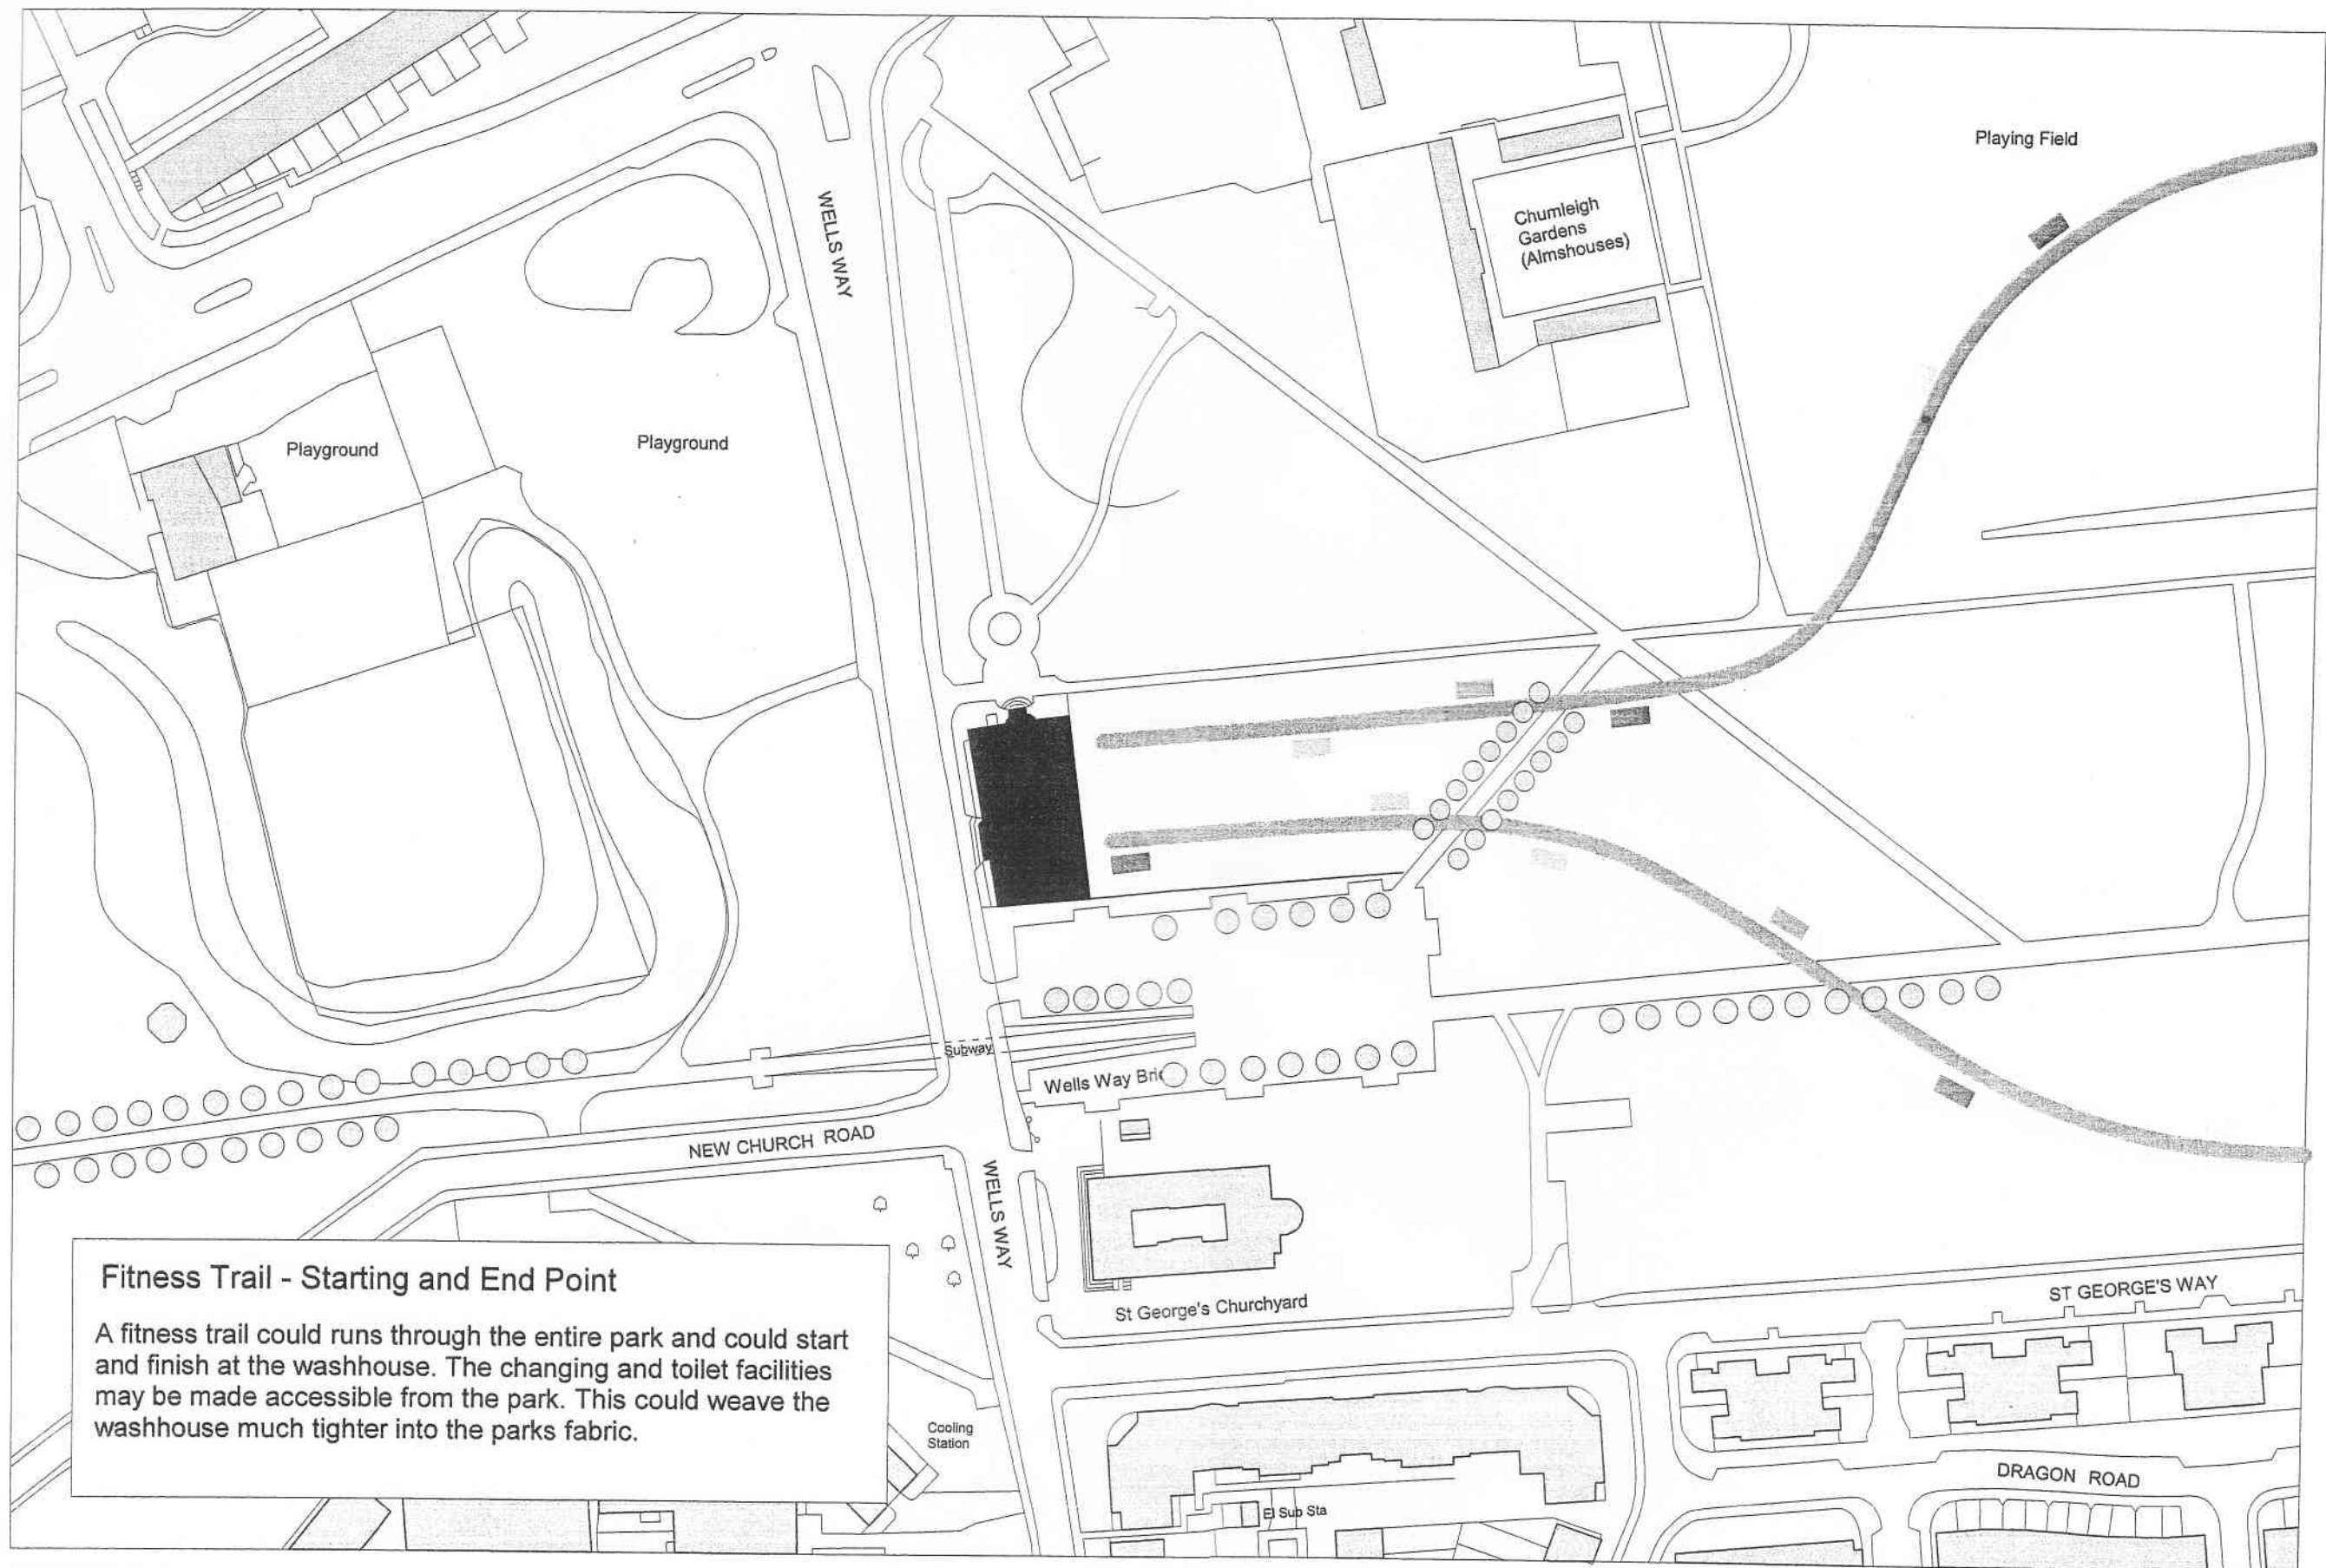 Playing Field
WELLS WAY
Chumleigh
Gardens
(Almshouses)
Playground
Playground
Subway
Wells Way Bri
NEW CHURCH ROAD
WELLS WAY
Fitness Trail - Starting and End Point
A fitness trail could runs through the entire park and could start
and finish at the washhouse. The changing and toilet facilities
may be made accessible from the park. This could weave the
washhouse much tighter into the parks fabric.
St George's Churchyard
ST GEORGE'S WAY
Cooling
Station
DRAGON ROAD
El Sub Sta